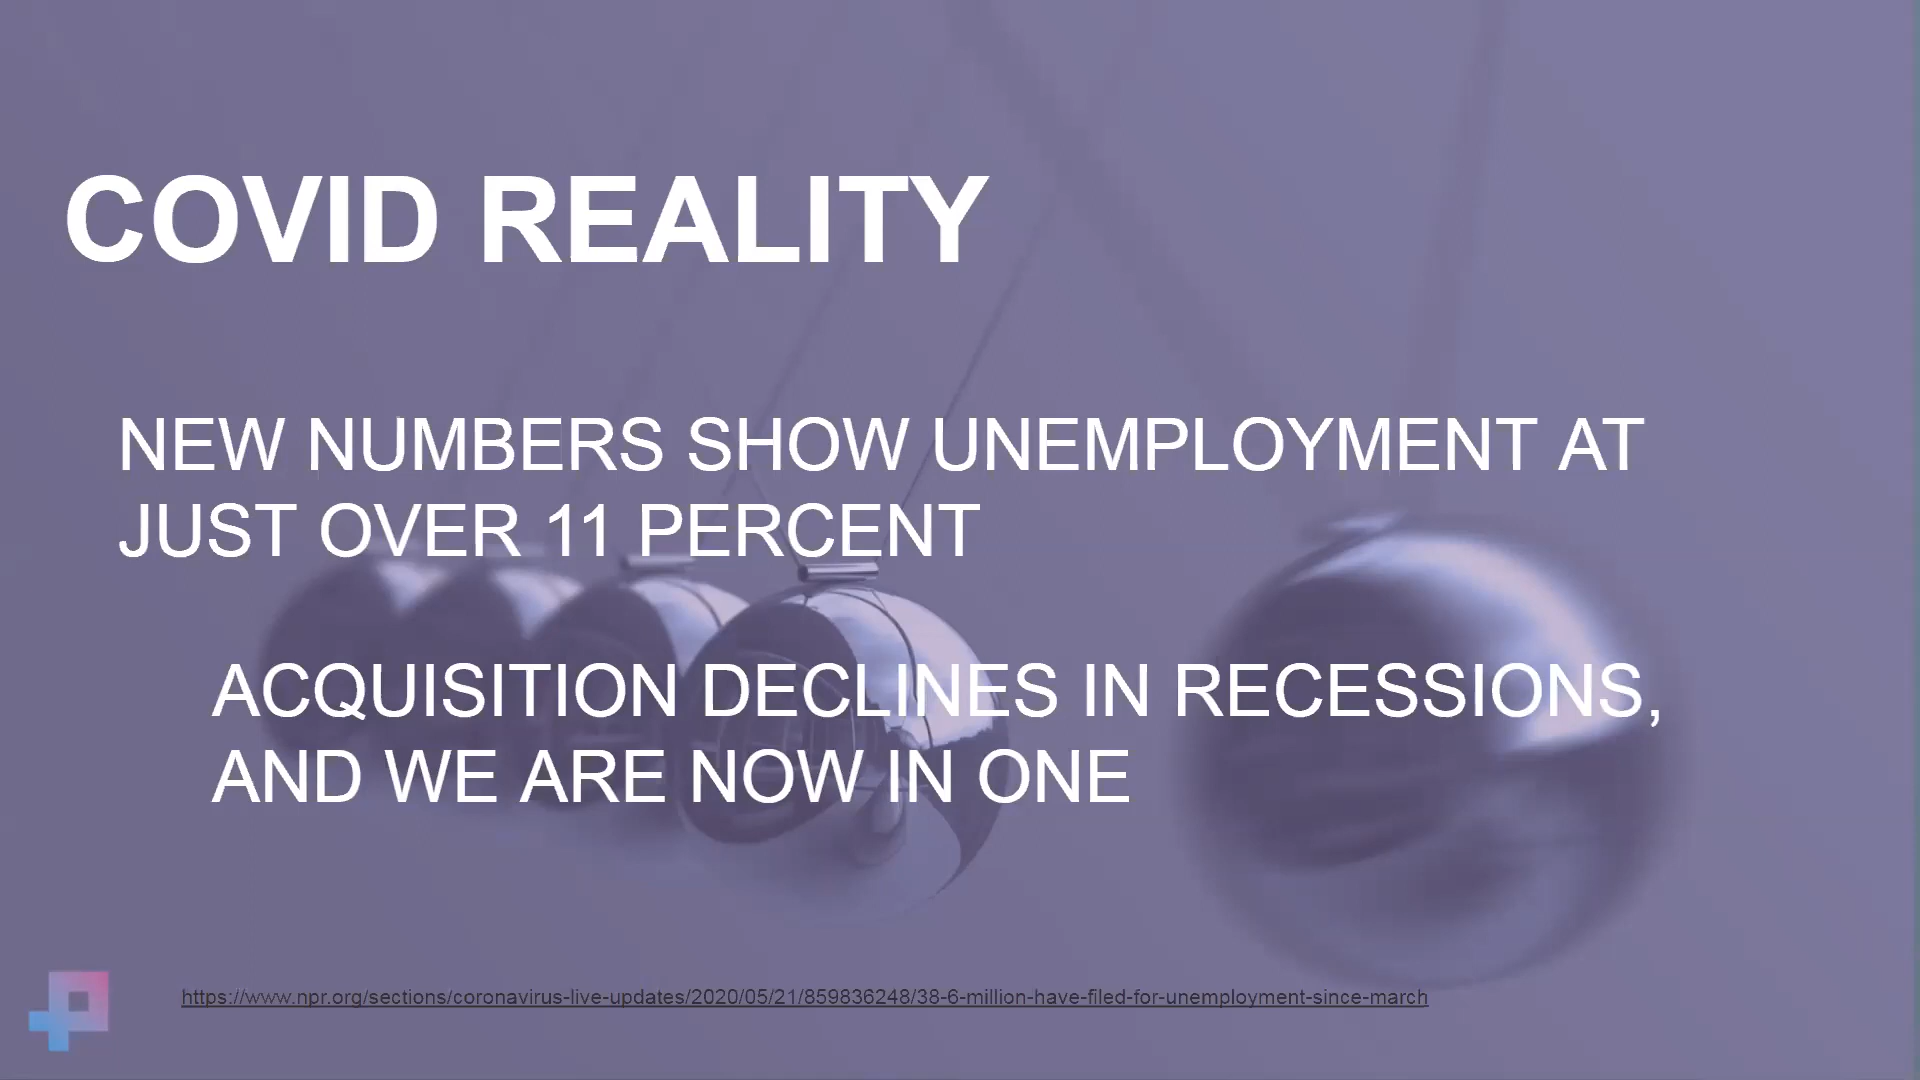 COVID REALITY
NEW NUMBERS SHOW UNEMPLOYMENT AT
JUST OVER 11 PERCENT
ACQUISITION DECLINES IN RECESSIONS,
AND WE ARE NOW IN ONE
https://www.npr.org/sections/coronavirus-live-updates/2020/05/21/859836248/38-6-million-have-filed-for-unemployment-since-march